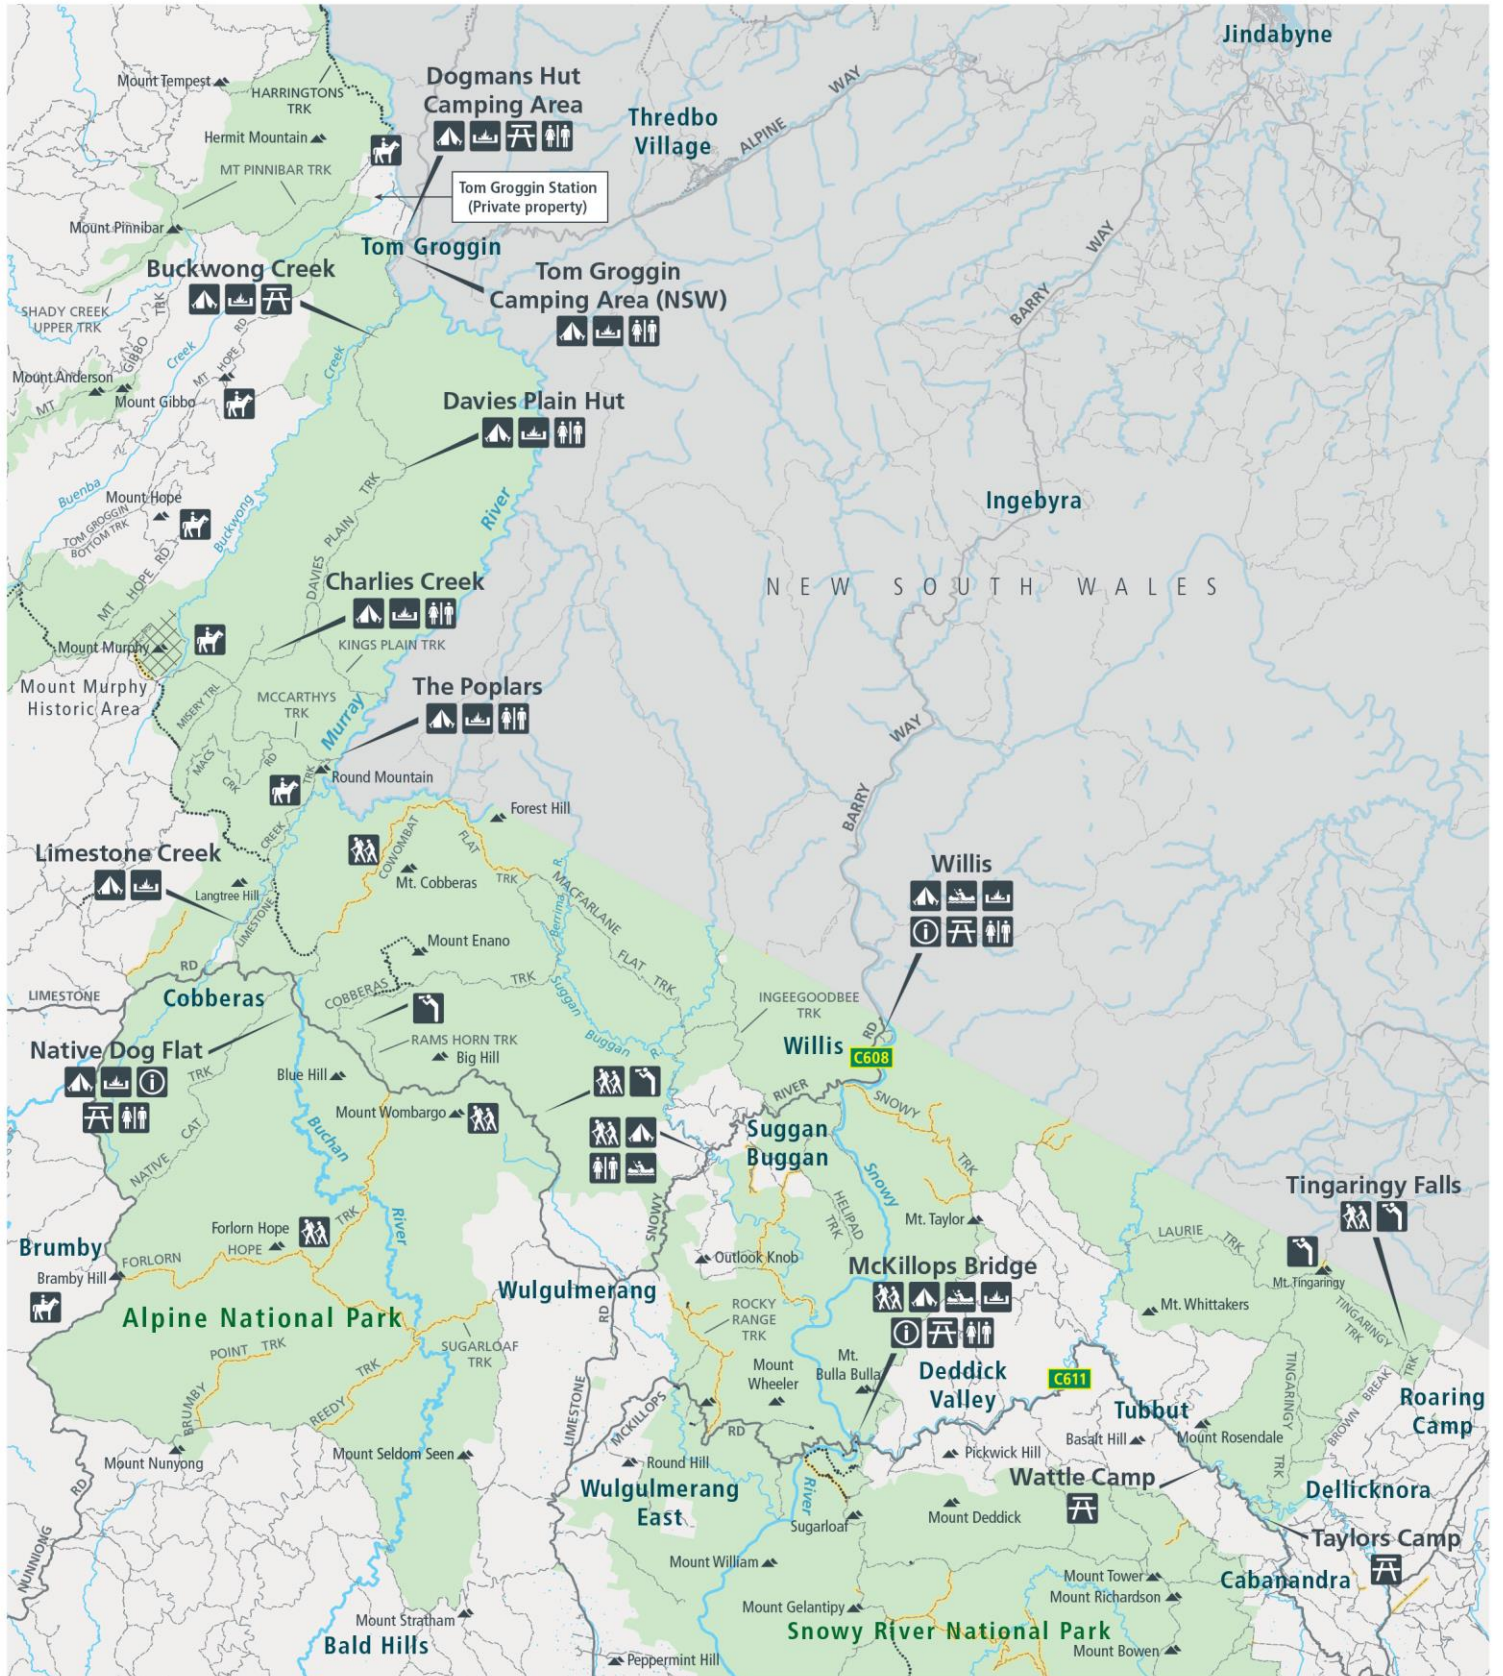 Jindabyne
Mount Tempest
HARRINGTONS
TRK
Dogmans Hut
Camping Area
WAY
Thredbo
Village
ALPINE
Hermit Mountain
MT PINNIBAR TRK
Tom Groggin Station
(Private property)
Mount Pinnibar
Tom Groggin
WAY
Buckwong Creek
Tom Groggin
Camping Area (NSW)
SHADY CREEK
UPPER TRK
BARRY
MT GIBBO TRK
Creek
MT HOPE RD
Creek
Mount Anderson
Mount Gibbo
Davies Plain Hut
Buenba
Mount Hope
TOM GROGGIN
BOTTOM TRK
Buckwong
DAVIES PLAIN TRK
River
Ingebyra
NEW SOUTH WALES
MT HOPE RD
Charlies Creek
KINGS PLAIN TRK
Mount Murphy
Mount Murphy
Historic Area
MISERY TRL
MCCARTHYS
TRK
The Poplars
Murray
WAY
MACS CRK RD
Round Mountain
LIMESTONE CREEK TRK
BARRY
Forest Hill
COWOMBAT FLAT TRK
Limestone Creek
Langtree Hill
Mt. Cobberas
Willis
Berrima R.
MACFARLANE FLAT TRK
Mount Enano
LIMESTONE RD
Cobberas
COBBERAS TRK
Suggan Buggan R.
INGEEGOODBEE
TRK
RAMS HORN TRK
Big Hill
Willis
RD
C608
Native Dog Flat
Blue Hill
NATIVE CAT TRK
Mount Wombargo
SNOWY RIVER
SNOWY TRK
Buchan River
Suggan
Buggan
Snowy
HELIPAD
TRK
Mt. Taylor
Tingaringy Falls
Forlorn Hope
FORLORN HOPE TRK
Brumby
Bramby Hill
LAURIE TRK
Mt. Tingaringy
Outlook Knob
McKillops Bridge
Wulgulmerang
Alpine National Park
Mt. Whittakers
TINGARINGY
TRK
ROCKY
RANGE
TRK
RD
SUGARLOAF
TRK
BRUMBY POINT TRK
REEDY TRK
Mount
Wheeler
Mt.
Bulla Bulla
Deddick
Valley
C611
TINGARINGY TRK
BROWN BREAK TRK
Roaring
Camp
LIMESTONE
MCKILLOPS RD
Tubbut
Mount Rosendale
Basalt Hill
Mount Nunyong
Mount Seldom Seen
Round Hill
Pickwick Hill
Wattle Camp
Wulgulmerang
East
River
Sugarloaf
Mount Deddick
Dellicknora
Taylors Camp
NUNNIONG RD
Mount William
Mount Tower
Mount Richardson
Cabanandra
Mount Stratham
Bald Hills
Mount Gelantipy
Snowy River National Park
Mount Bowen
Peppermint Hill